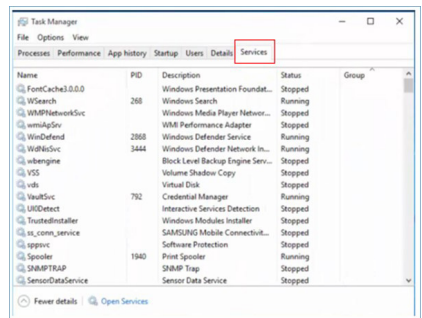 Task Manager
File Options View
Processes Performance App history Startup Users Details Services
Name PID Description Status Group
FontCache3.0.0.0 Windows Presentation Foundat... Stopped
WSearch 268 Windows Search Running
WMPNetworkSvc Windows Media Player Networ... Stopped
wmiApSrv WMI Performance Adapter Stopped
WinDefend 2868 Windows Defender Service Running
WdNisSvc 3444 Windows Defender Network In... Running
wbengine Block Level Backup Engine Serv... Stopped
VSS Volume Shadow Copy Stopped
vds Virtual Disk Stopped
VaultSvc 792 Credential Manager Running
UI0Detect Interactive Services Detection Stopped
TrustedInstaller Windows Modules Installer Stopped
ss_conn_service SAMSUNG Mobile Connectivit... Stopped
sppsvc Software Protection Stopped
Spooler 1940 Print Spooler Running
SNMPTRAP SNMP Trap Stopped
SensorDataService Sensor Data Service Stopped
Fewer details Open Services